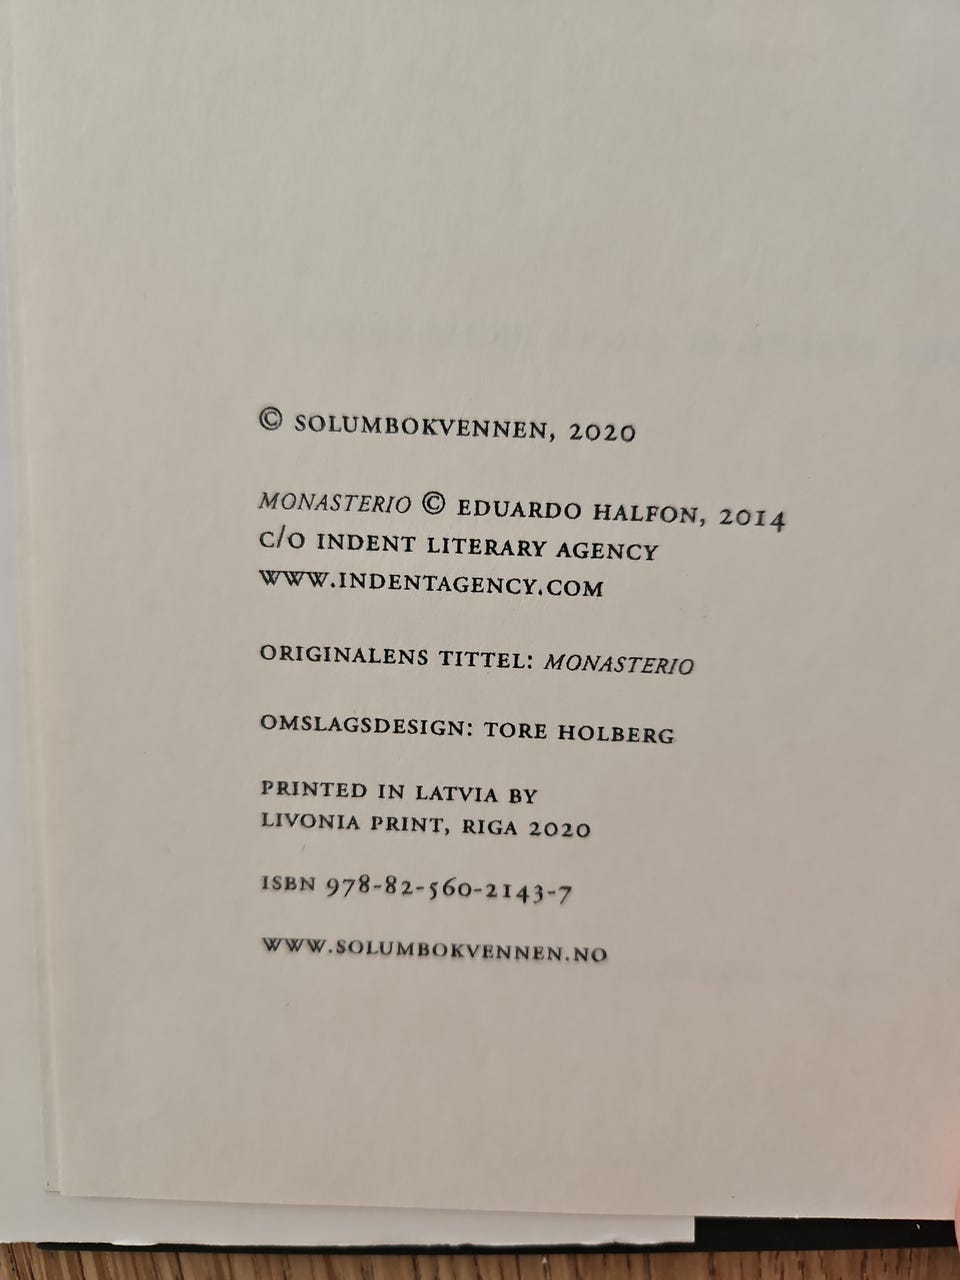 © SOLUMBOKVENNEN, 2020
MONASTERIO © EDUARDO HALFON, 2014
C/O INDENT LITERARY AGENCY
WWW.INDENTAGENCY.COM
ORIGINALENS TITTEL: MONASTERIO
OMSLAGSDESIGN: TORE HOLBERG
PRINTED IN LATVIA BY
LIVONIA PRINT, RIGA 2020
ISBN 978-82-560-2143-7
WWW.SOLUMBOKVENNEN.NO